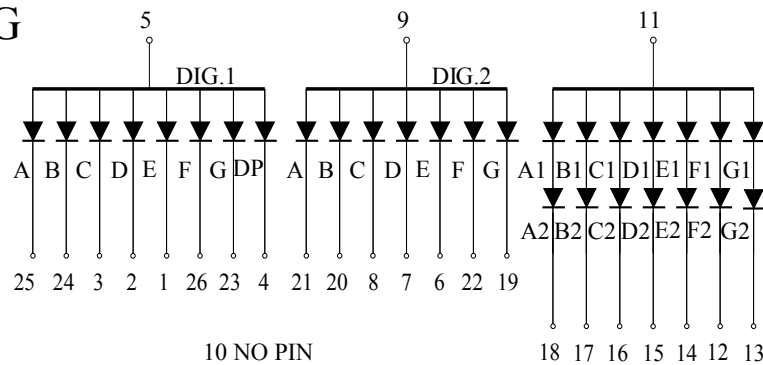 G
5 9 11
DIG.1 DIG.2
A B C D E F G DP A B C D E F G A1 B1 C1 D1 E1 F1 G1
A2 B2 C2 D2 E2 F2 G2
25 24 3 2 1 26 23 4 21 20 8 7 6 22 19
10 NO PIN
18 17 16 15 14 12 13